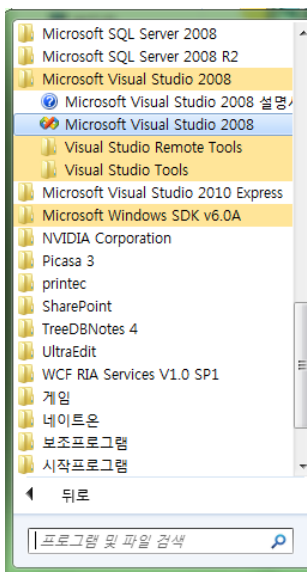 Microsoft SQL Server 2008
Microsoft SQL Server 2008 R2
Microsoft Visual Studio 2008
Microsoft Visual Studio 2008 설명
Microsoft Visual Studio 2008
Visual Studio Remote Tools
Visual Studio Tools
Microsoft Visual Studio 2010 Express
Microsoft Windows SDK v6.0A
NVIDIA Corporation
Picasa 3
printec
SharePoint
TreeDBNotes 4
UltraEdit
WCF RIA Services V1.0 SP1
게임
네이트온
보조프로그램
시작프로그램
뒤로
프로그램 및 파일 검색